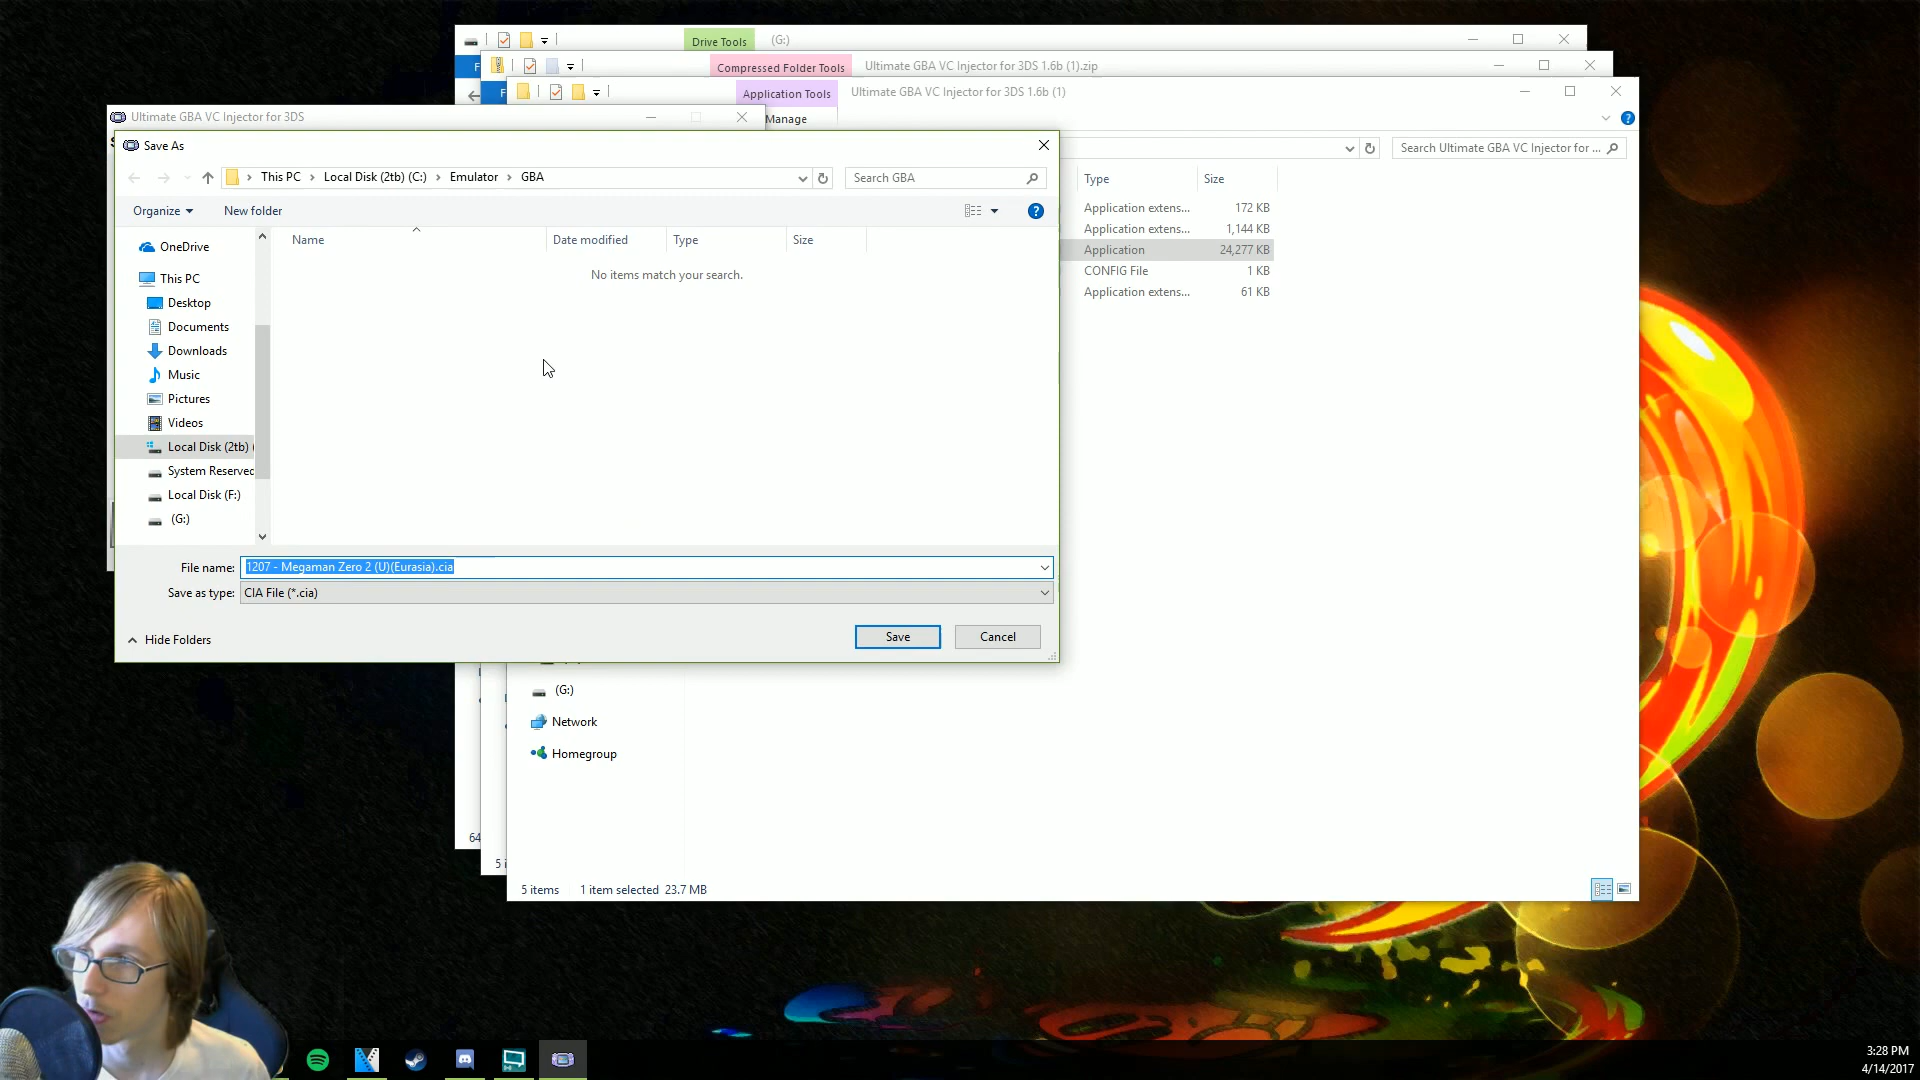 Drive Tools
(G:)
F
Compressed Folder Tools
Ultimate GBA VC Injector for 3DS 1.6b (1).zip
F
Application Tools
Ultimate GBA VC Injector for 3DS 1.6b (1)
Ultimate GBA VC Injector for 3DS
Manage
Save As
This PC
Local Disk (2tb) (C:)
Emulator
GBA
Search GBA
Search Ultimate GBA VC Injector for ...
Organize
New folder
Name
Date modified
Type
Size
Type
Size
No items match your search.
OneDrive
This PC
Desktop
Documents
Downloads
Music
Pictures
Videos
Local Disk (2tb) (
System Reserved
Local Disk (F:)
(G:)
Application extens... 172 KB
Application extens... 1,144 KB
Application 24,277 KB
CONFIG File 1 KB
Application extens... 61 KB
File name: 1207 - Megaman Zero 2 (U)(Eurasia).cia
Save as type: CIA File (*.cia)
Hide Folders
Save
Cancel
(G:)
Network
Homegroup
64
5 i
5 items
1 item selected 23.7 MB
3:28 PM
4/14/2017